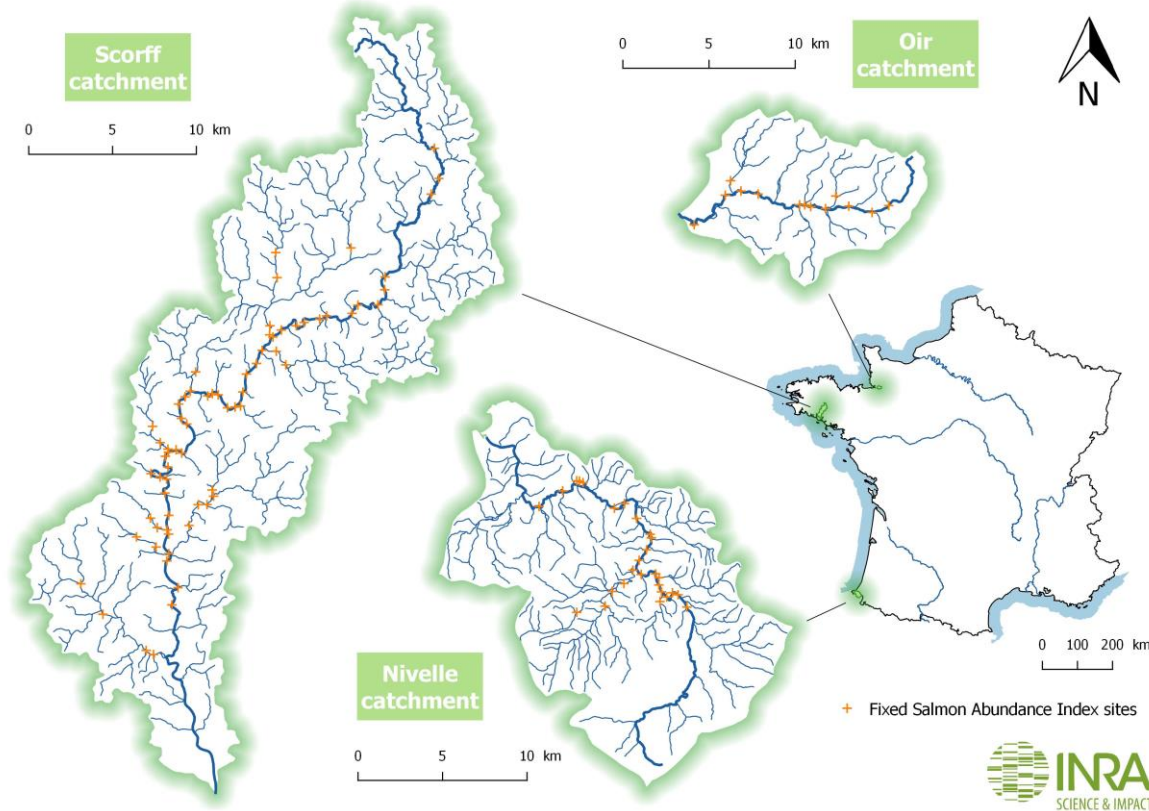 Scorff
catchment
0 5 10 km
0 5 10 km
Oir
catchment
N
Nivelle
catchment
0 5 10 km
0 100 200 km
+ Fixed Salmon Abundance Index sites
INRA
SCIENCE & IMPACT